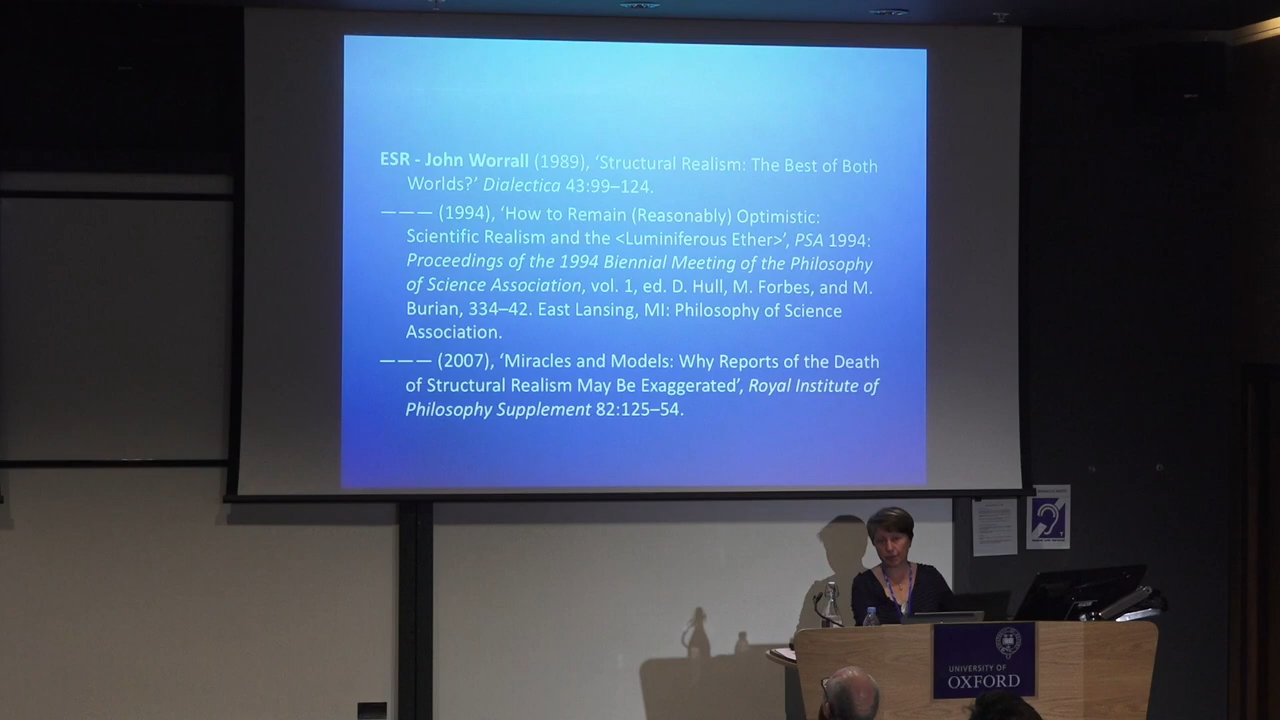 ESR - John Worrall (1989), ‘Structural Realism: The Best of Both
Worlds?’ Dialectica 43:99–124.
——— (1994), ‘How to Remain (Reasonably) Optimistic:
Scientific Realism and the <Luminiferous Ether>’, PSA 1994:
Proceedings of the 1994 Biennial Meeting of the Philosophy
of Science Association, vol. 1, ed. D. Hull, M. Forbes, and M.
Burian, 334–42. East Lansing, MI: Philosophy of Science
Association.
——— (2007), ‘Miracles and Models: Why Reports of the Death
of Structural Realism May Be Exaggerated’, Royal Institute of
Philosophy Supplement 82:125–54.
UNIVERSITY OF
OXFORD